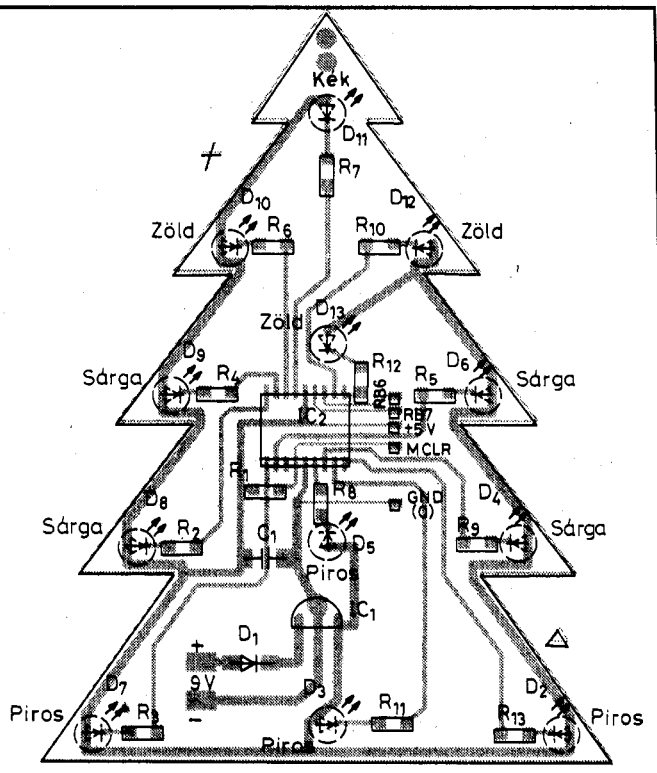 Kék
D11
R7
D10
D12
Zöld
R6
R10
Zöld
D13
Zöld
D9
R12
D6
Sárga
R4
RB6
R5
Sárga
IC2
RB7
+5V
MCLR
R1
R8
GND
(0)
D8
D4
Sárga
R2
C1
D5
R9
Sárga
Piros
IC1
+
D1
9V
-
D7
D3
D2
Piros
R3
R11
R13
Piros
Piros